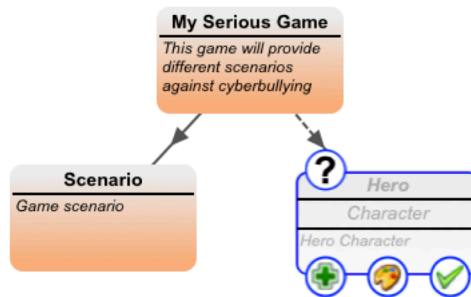 My Serious Game
This game will provide
different scenarios
against cyberbullying
Scenario
Game scenario
?
Hero
Character
Hero Character